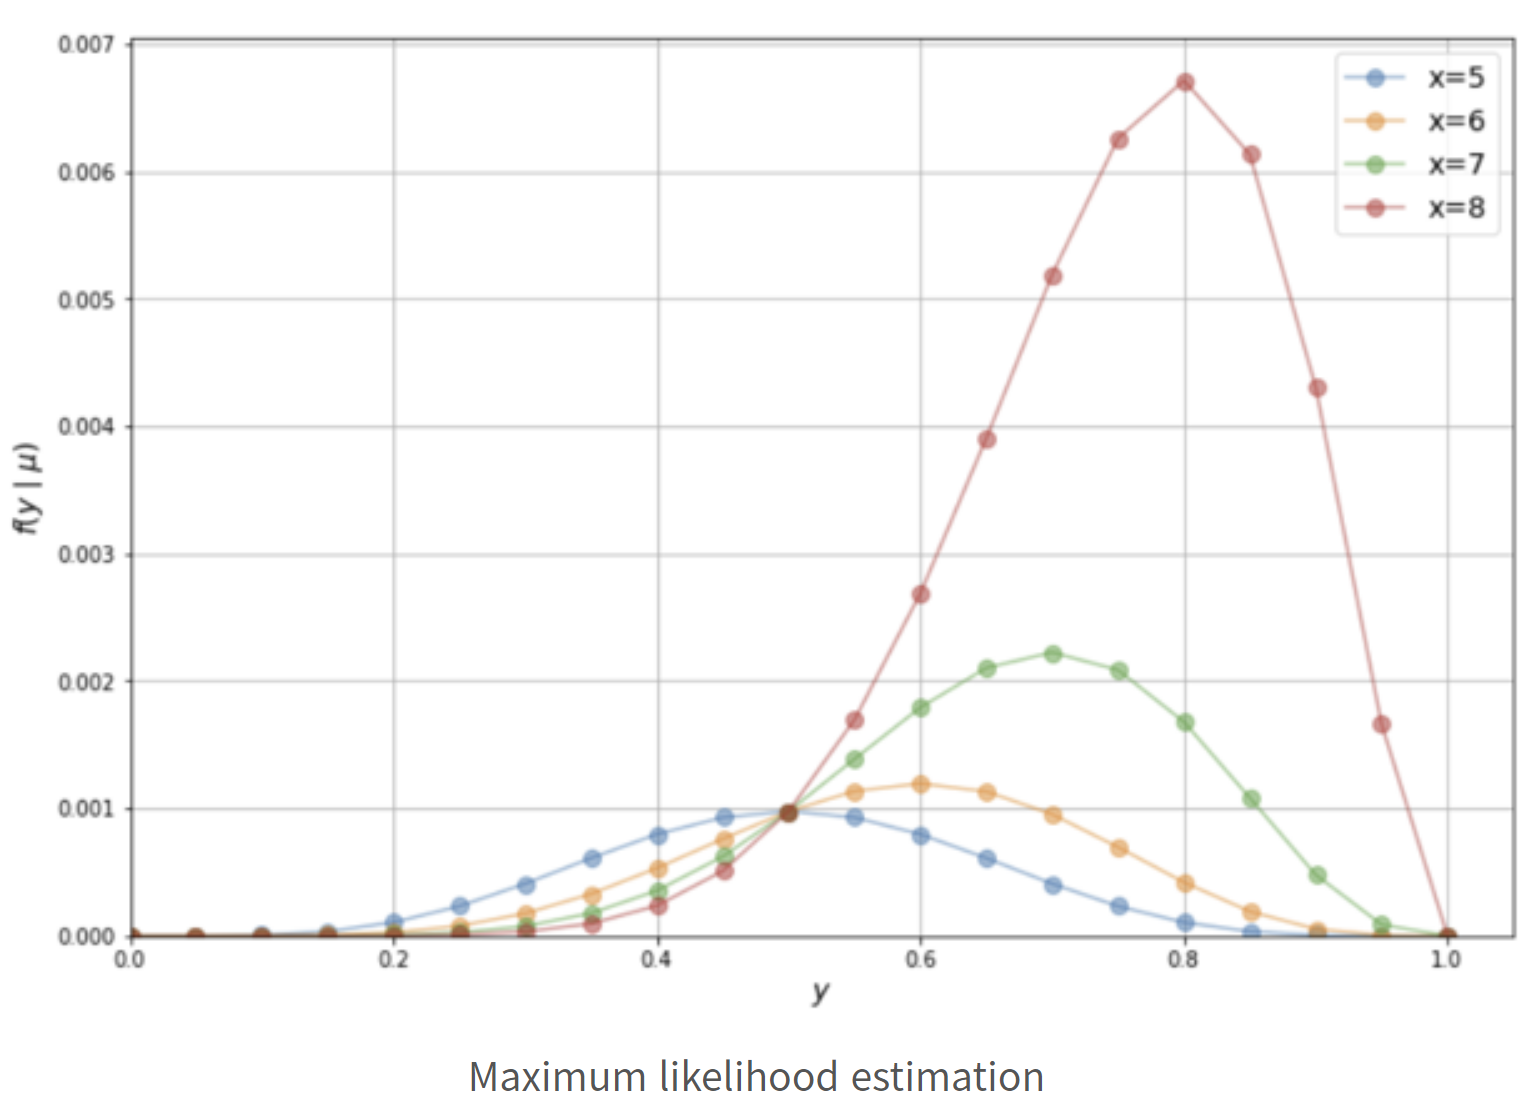 0.007
0.006
0.005
0.004
0.003
0.002
0.001
0.000
f(y | μ)
0.0 0.2 0.4 0.6 0.8 1.0
y
x=5
x=6
x=7
x=8
Maximum likelihood estimation